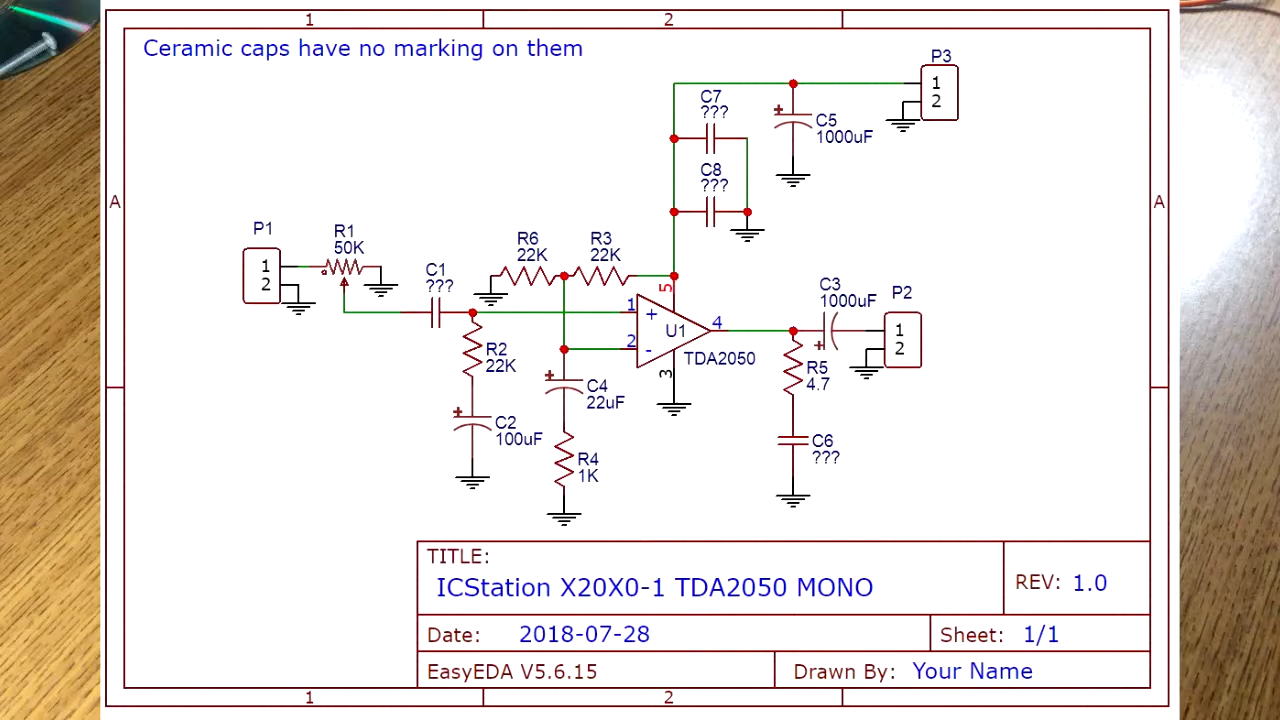 1 2
Ceramic caps have no marking on them
P3
1
2
C7
???
C5
1000uF
C8
???
A A
P1
1
2
R1
50K
R6
22K
R3
22K
C1
???
5
C3
1000uF
P2
1
2
1
+
U1
4
2
-
TDA2050
3
+
R2
22K
R5
4.7
C4
22uF
C2
100uF
C6
???
R4
1K
TITLE:
ICStation X20X0-1 TDA2050 MONO
REV: 1.0
Date: 2018-07-28
Sheet: 1/1
EasyEDA V5.6.15
Drawn By: Your Name
1 2